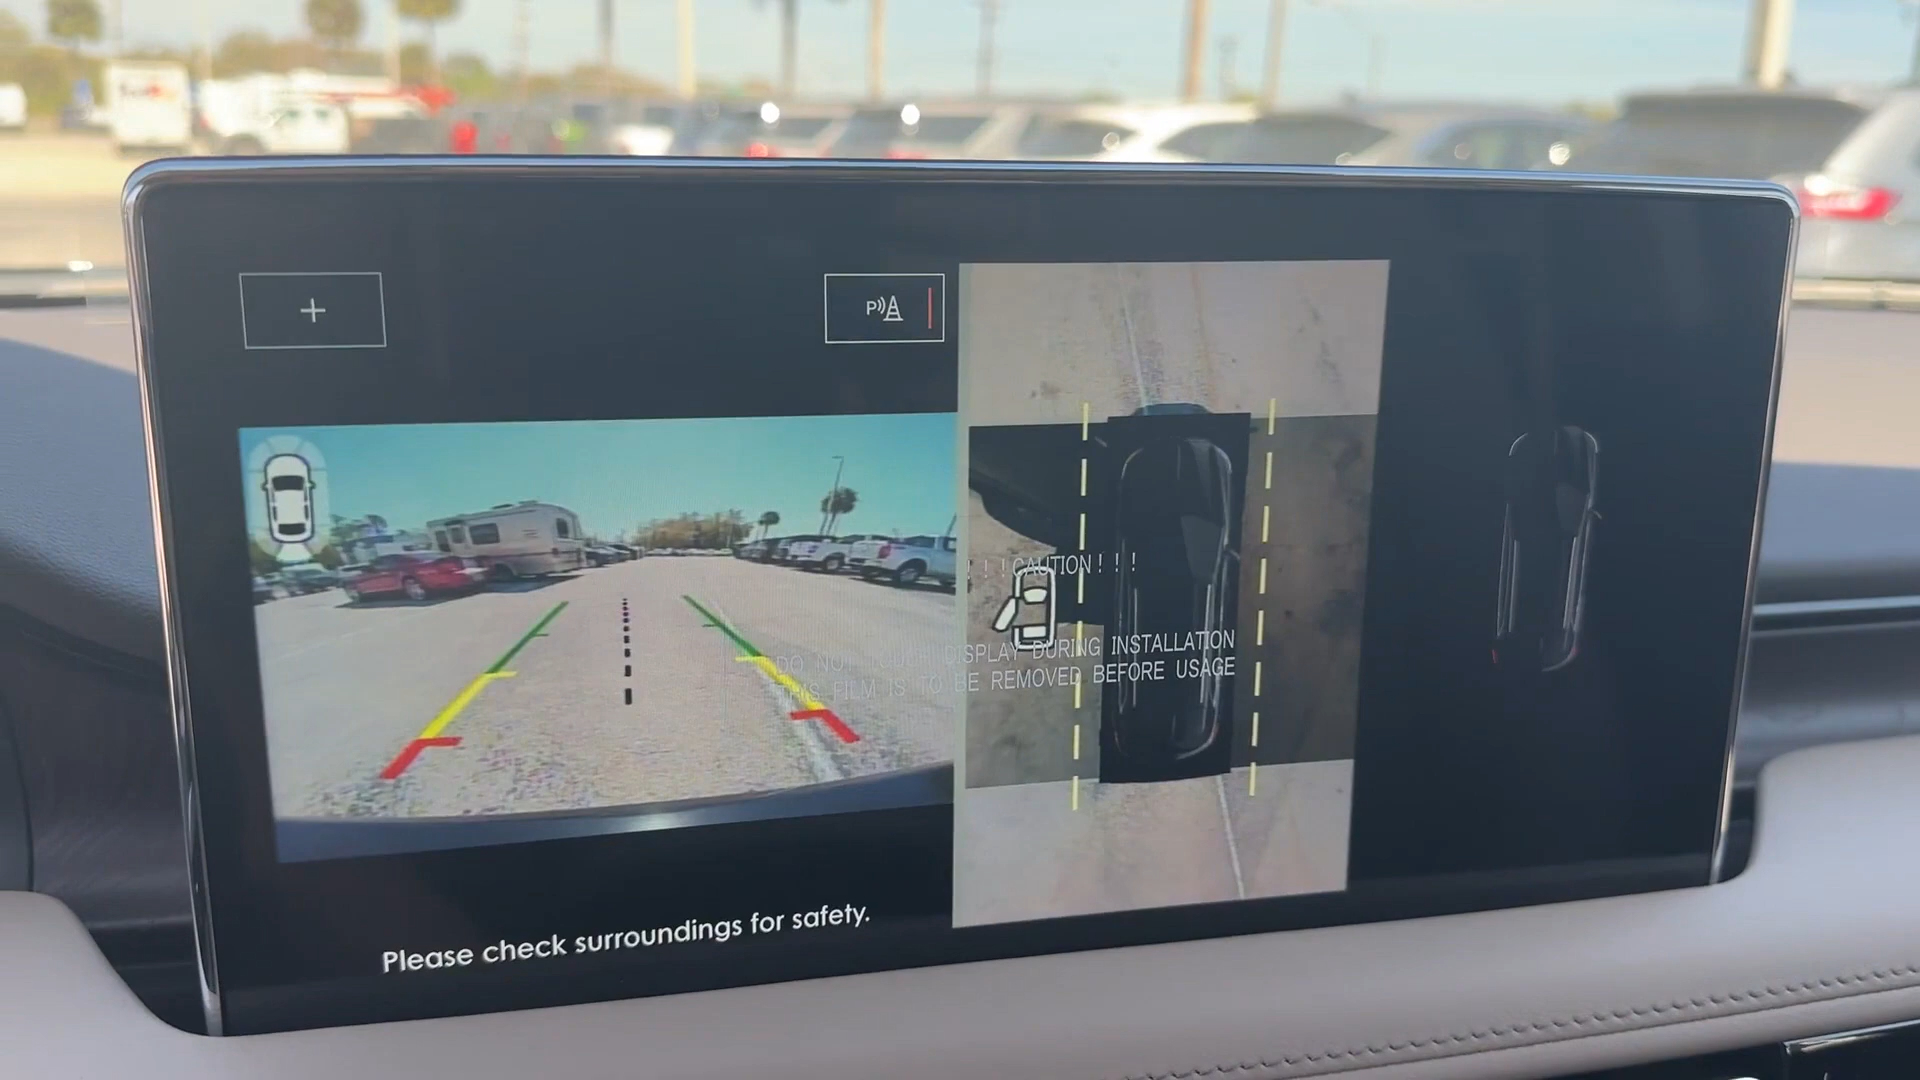 P
!!!CAUTION!!!
DO NOT TOUCH DISPLAY DURING INSTALLATION
THIS FILM IS TO BE REMOVED BEFORE USAGE
Please check surroundings for safety.